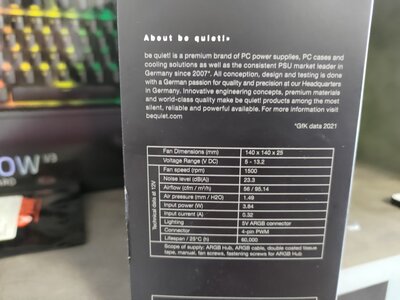 About be quiet!»
be quiet! is a premium brand of PC power supplies, PC cases and
cooling solutions as well as the consistent PSU market leader in
Germany since 2007*. All conception, design and testing is done
with a German passion for quality and precision at our Headquarters
in Germany. Innovative engineering concepts, premium materials
and world-class quality make be quiet! products among the most
silent, reliable and powerful available. For more information visit
bequiet.com
*GfK data 2021
OW V3
ARD
Technical data at 12V
Fan Dimensions (mm) 140 x 140 x 25
Voltage Range (V DC) 5 - 13.2
Fan speed (rpm) 1500
Noise level (dB(A)) 23.3
Airflow (cfm / m³/h) 56 / 95.14
Air pressure (mm / H2O) 1.49
Input power (W) 3.84
Input current (A) 0.32
Lighting 5V ARGB connector
Connector 4-pin PWM
Lifespan / 25°C (h) 60,000
Scope of supply: ARGB Hub, ARGB cable, double coated tissue
tape, manual, fan screws, fastening screws for ARGB Hub